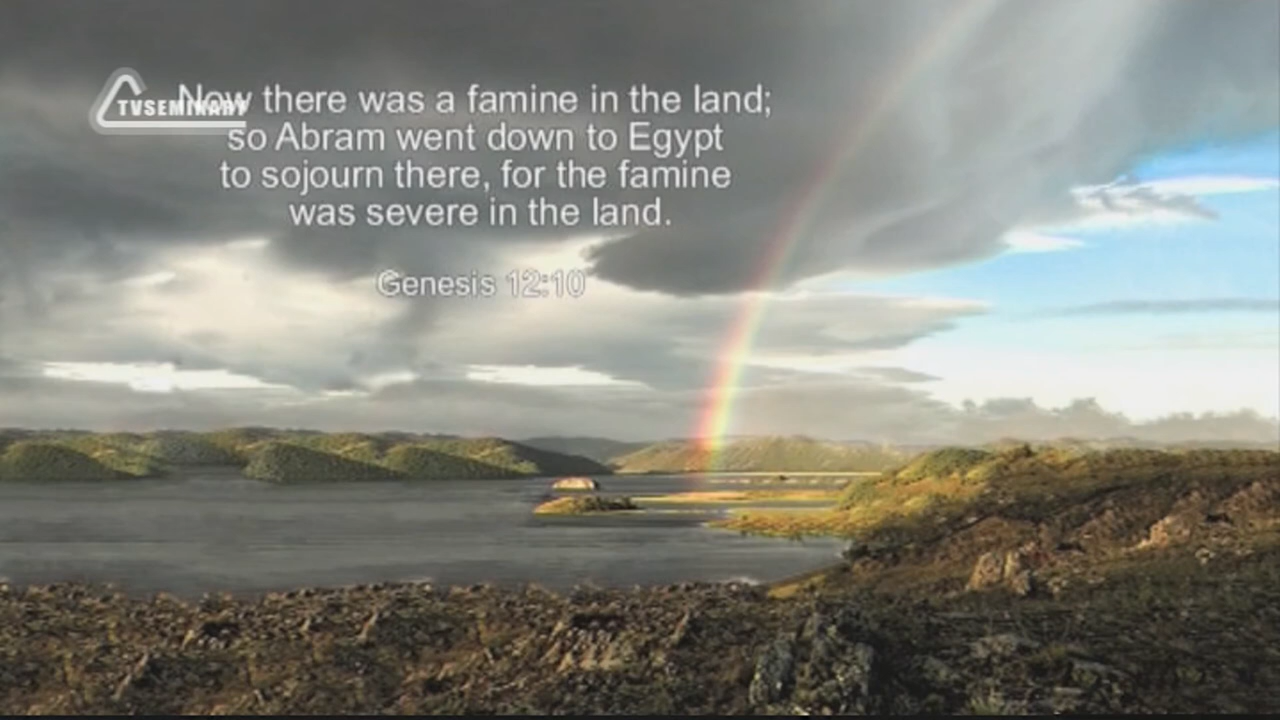 TVSEMINARY
Now there was a famine in the land;
so Abram went down to Egypt
to sojourn there, for the famine
was severe in the land.
Genesis 12:10